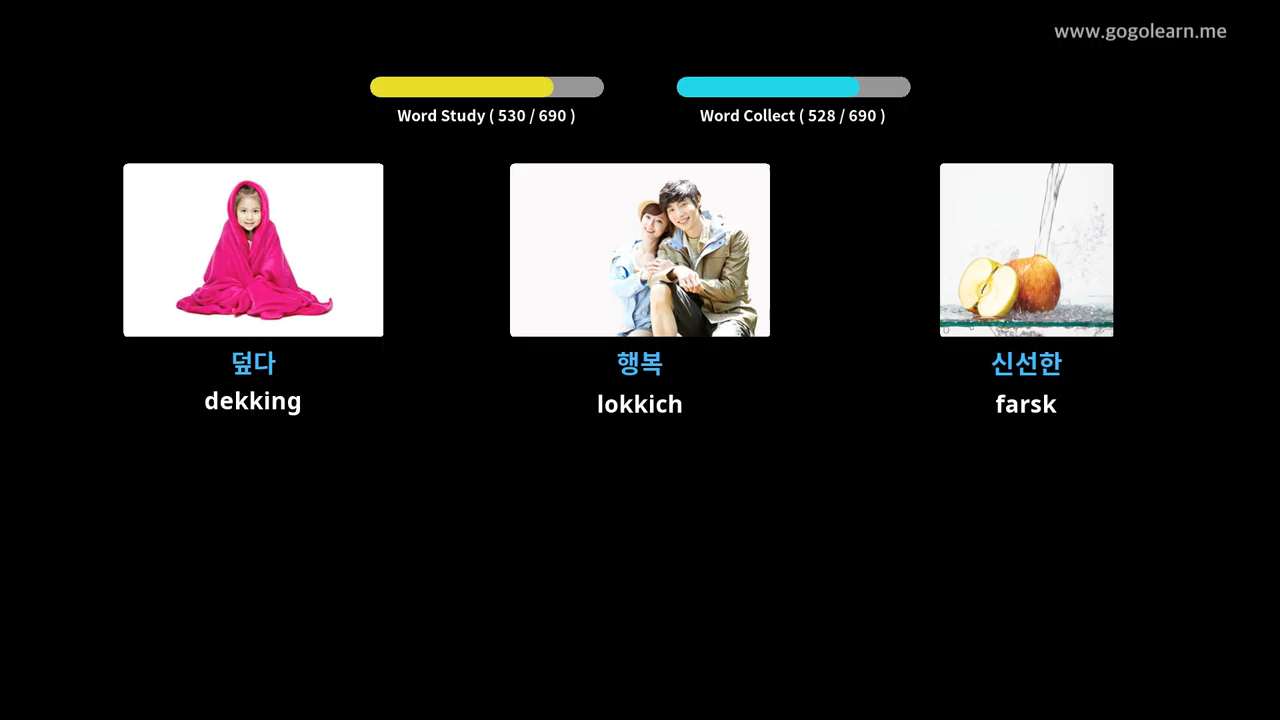 www.gogolearn.me
Word Study ( 530 / 690 )
Word Collect ( 528 / 690 )
덮다
행복
신선한
dekking
lokkich
farsk